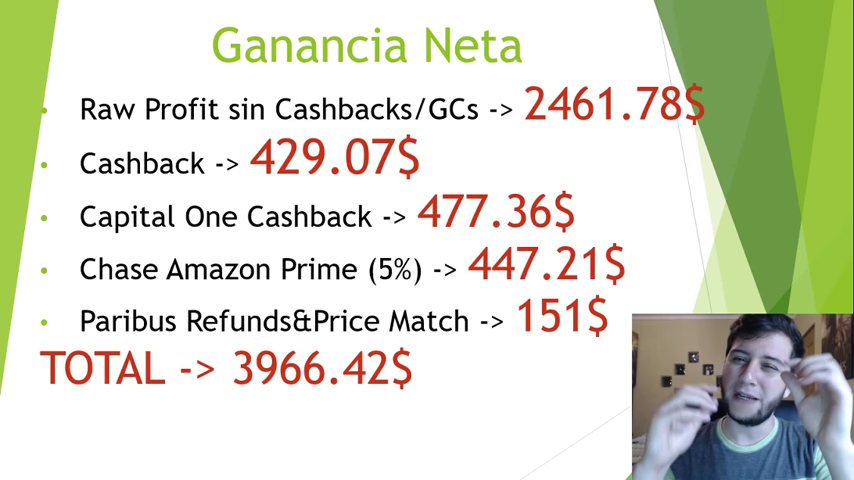 Ganancia Neta
• Raw Profit sin Cashbacks/GCs -> 2461.78$
• Cashback -> 429.07$
• Capital One Cashback -> 477.36$
• Chase Amazon Prime (5%) -> 447.21$
• Paribus Refunds&Price Match -> 151$
TOTAL -> 3966.42$